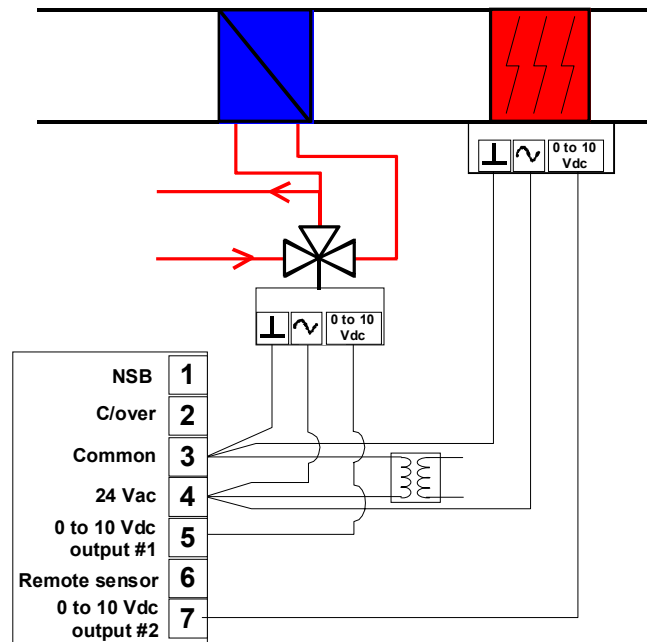 0 to 10
Vdc
0 to 10
Vdc
NSB 1
C/over 2
Common 3
24 Vac 4
0 to 10 Vdc
output #1 5
Remote sensor 6
0 to 10 Vdc
output #2 7